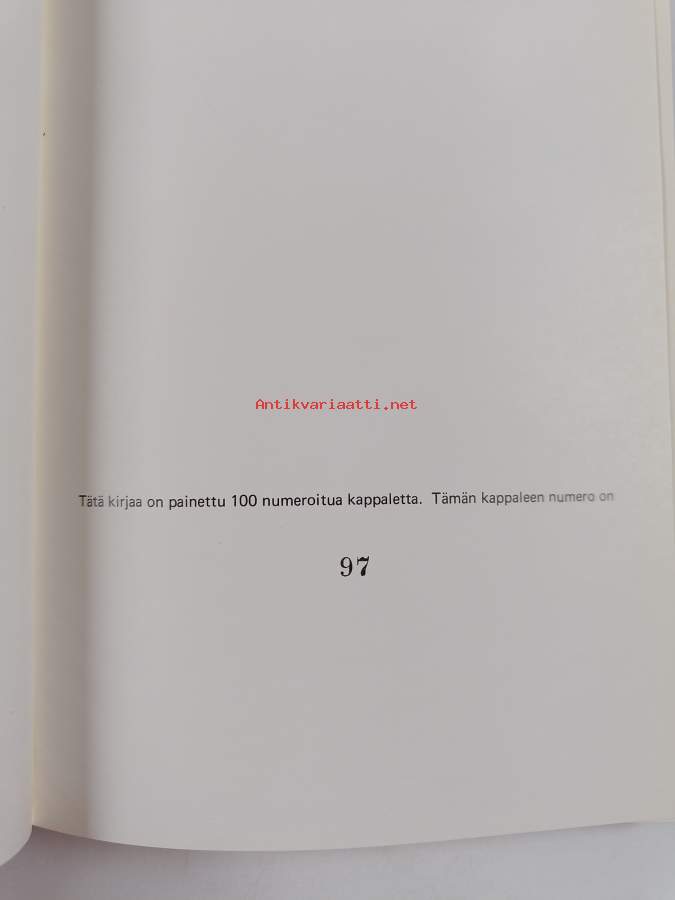 Antikvariaatti.net
Tätä kirjaa on painettu 100 numeroitua kappaletta. Tämän kappaleen numero on
97